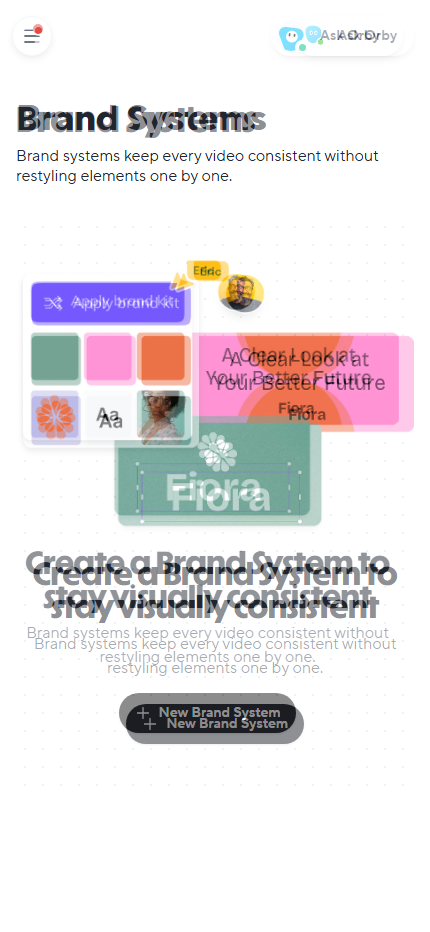 Ask Orby
Brand Systems
Brand systems keep every video consistent without
restyling elements one by one.
Eric
Apply brand kit
A Clear Look at
Your Better Future
Fiora
Aa
Fiora
Create a Brand System to
stay visually consistent
Brand systems keep every video consistent without
restyling elements one by one.
New Brand System